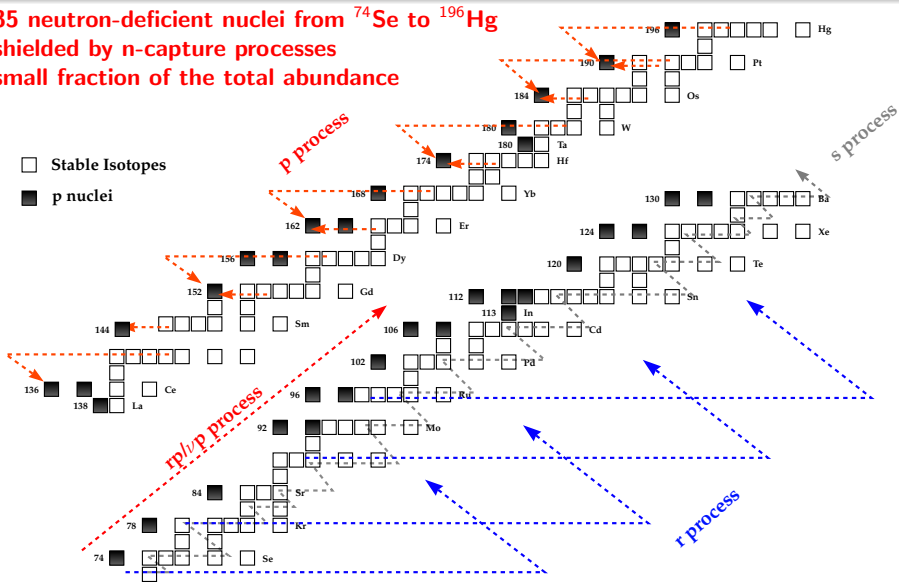 35 neutron-deficient nuclei from ⁷⁴Se to ¹⁹⁶Hg
shielded by n-capture processes
small fraction of the total abundance
Stable Isotopes
p nuclei
p process
s process
rp/νp process
r process
196 Hg
190 Pt
184 Os
180 W
180 Ta
174 Hf
168 Yb
162 Er
156 Dy
152 Gd
144 Sm
136 Ce
138 La
130 Ba
124 Xe
120 Te
112 Sn
113 In
106 Cd
102 Pd
96 Ru
92 Mo
84 Sr
78 Kr
74 Se